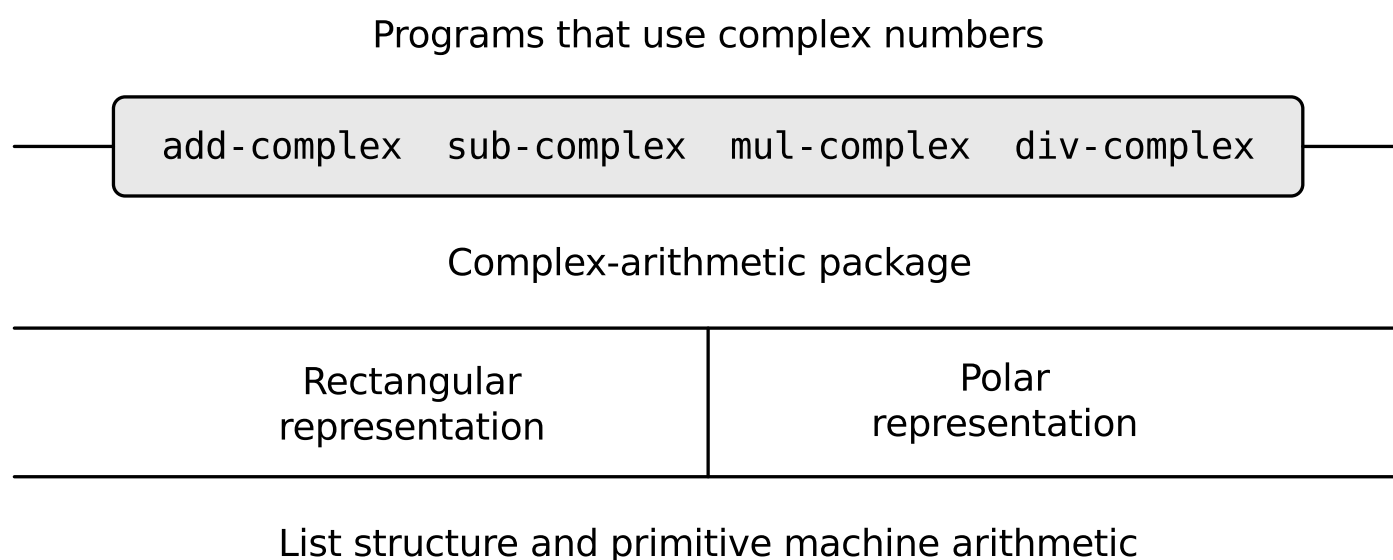 Programs that use complex numbers
add-complex sub-complex mul-complex div-complex
Complex-arithmetic package
Rectangular
representation
Polar
representation
List structure and primitive machine arithmetic